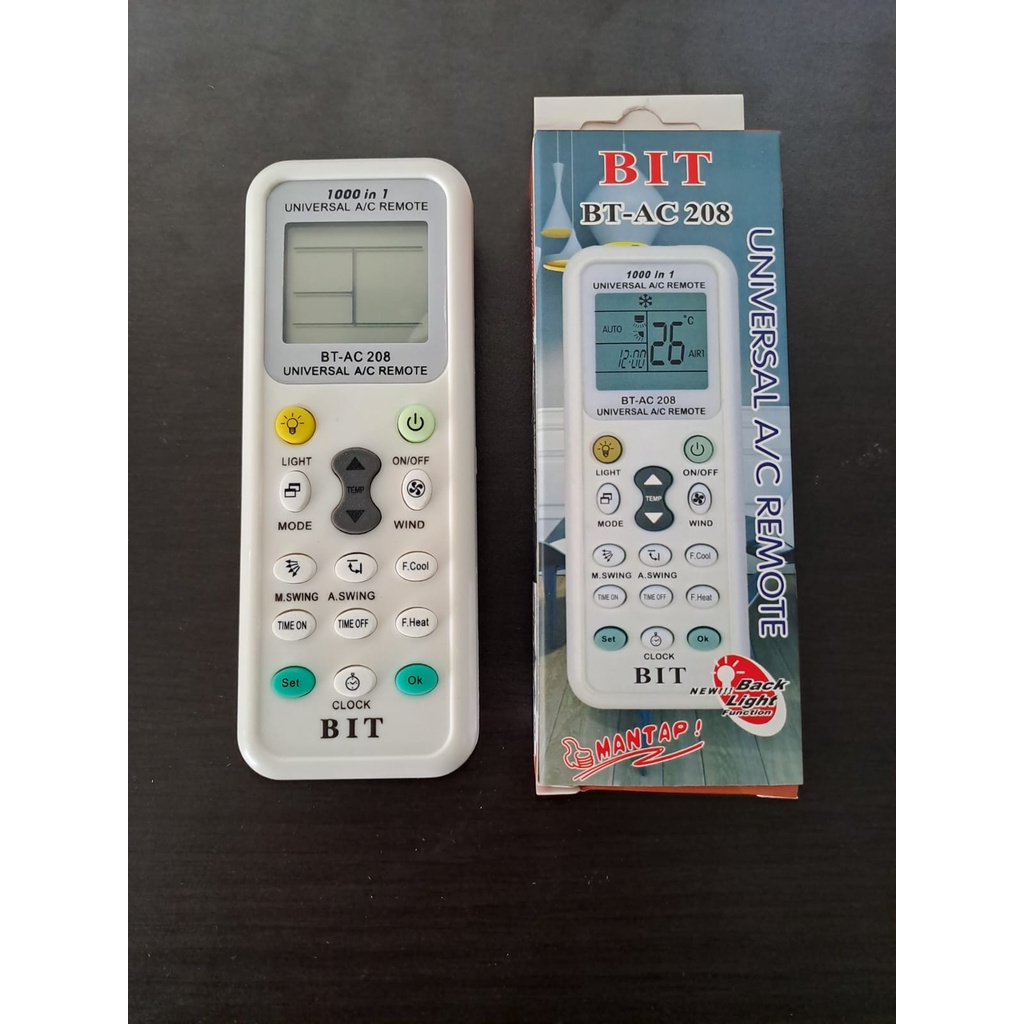 1000 in 1
UNIVERSAL A/C REMOTE
BT-AC 208
UNIVERSAL A/C REMOTE
LIGHT
ON/OFF
TEMP
MODE
WIND
F.Cool
M.SWING A.SWING
TIME ON
TIME OFF
F.Heat
Set
Ok
CLOCK
BIT
BIT
BT-AC 208
UNIVERSAL A/C REMOTE
1000 in 1
UNIVERSAL A/C REMOTE
AUTO
26 °C
12:00
AIR1
BT-AC 208
UNIVERSAL A/C REMOTE
LIGHT
ON/OFF
TEMP
MODE
WIND
F.Cool
M.SWING A.SWING
TIME ON
TIME OFF
F.Heat
Set
Ok
CLOCK
BIT
NEW!!! Back
Light
Function
MANTAP!